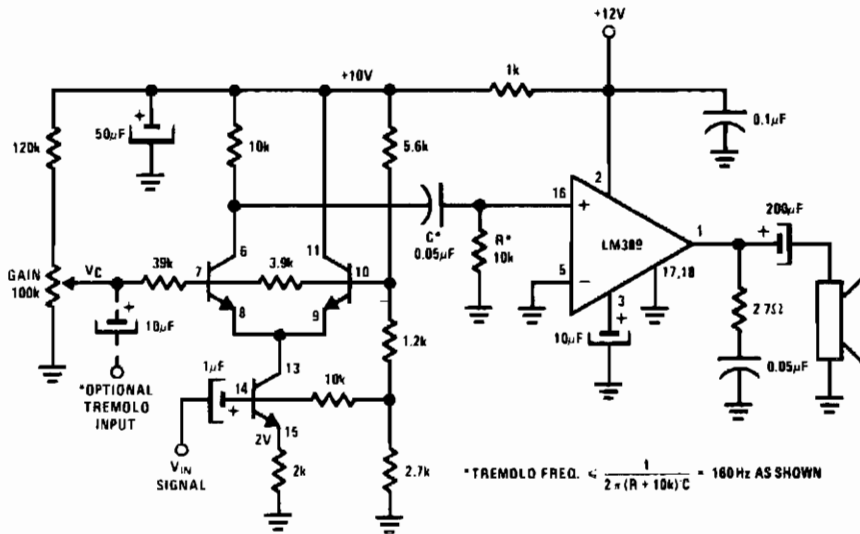 +12V
+10V
1k
0.1µF
120k
50µF
+
10k
5.6k
2
16
+
LM389
1
200µF
+
C*
0.05µF
R*
10k
5
−
17,18
3
+
10µF
2.7Ω
0.05µF
GAIN
100k
VC
39k
7
6
3.9k
11
10
8
9
+
10µF
*OPTIONAL
TREMOLO
INPUT
1.2k
13
1µF
+
14
10k
15
2V
2k
2.7k
VIN
SIGNAL
*TREMOLO FREQ. ≤ 1 / 2π(R + 10k)C = 160 Hz AS SHOWN